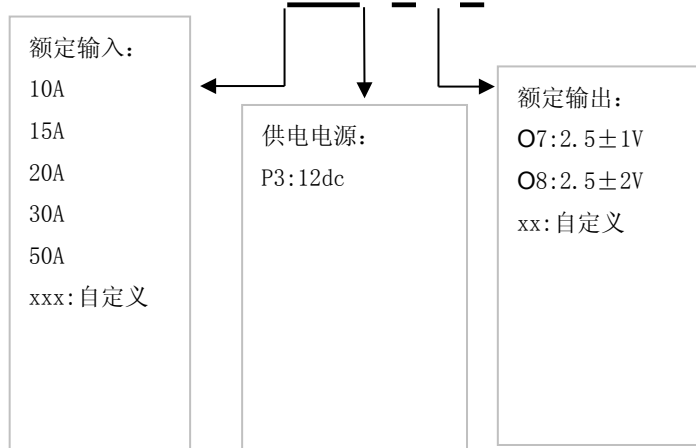 额定输入：
10A
15A
20A
30A
50A
xxx:自定义
供电电源：
P3:12dc
额定输出：
O7:2.5±1V
O8:2.5±2V
xx:自定义